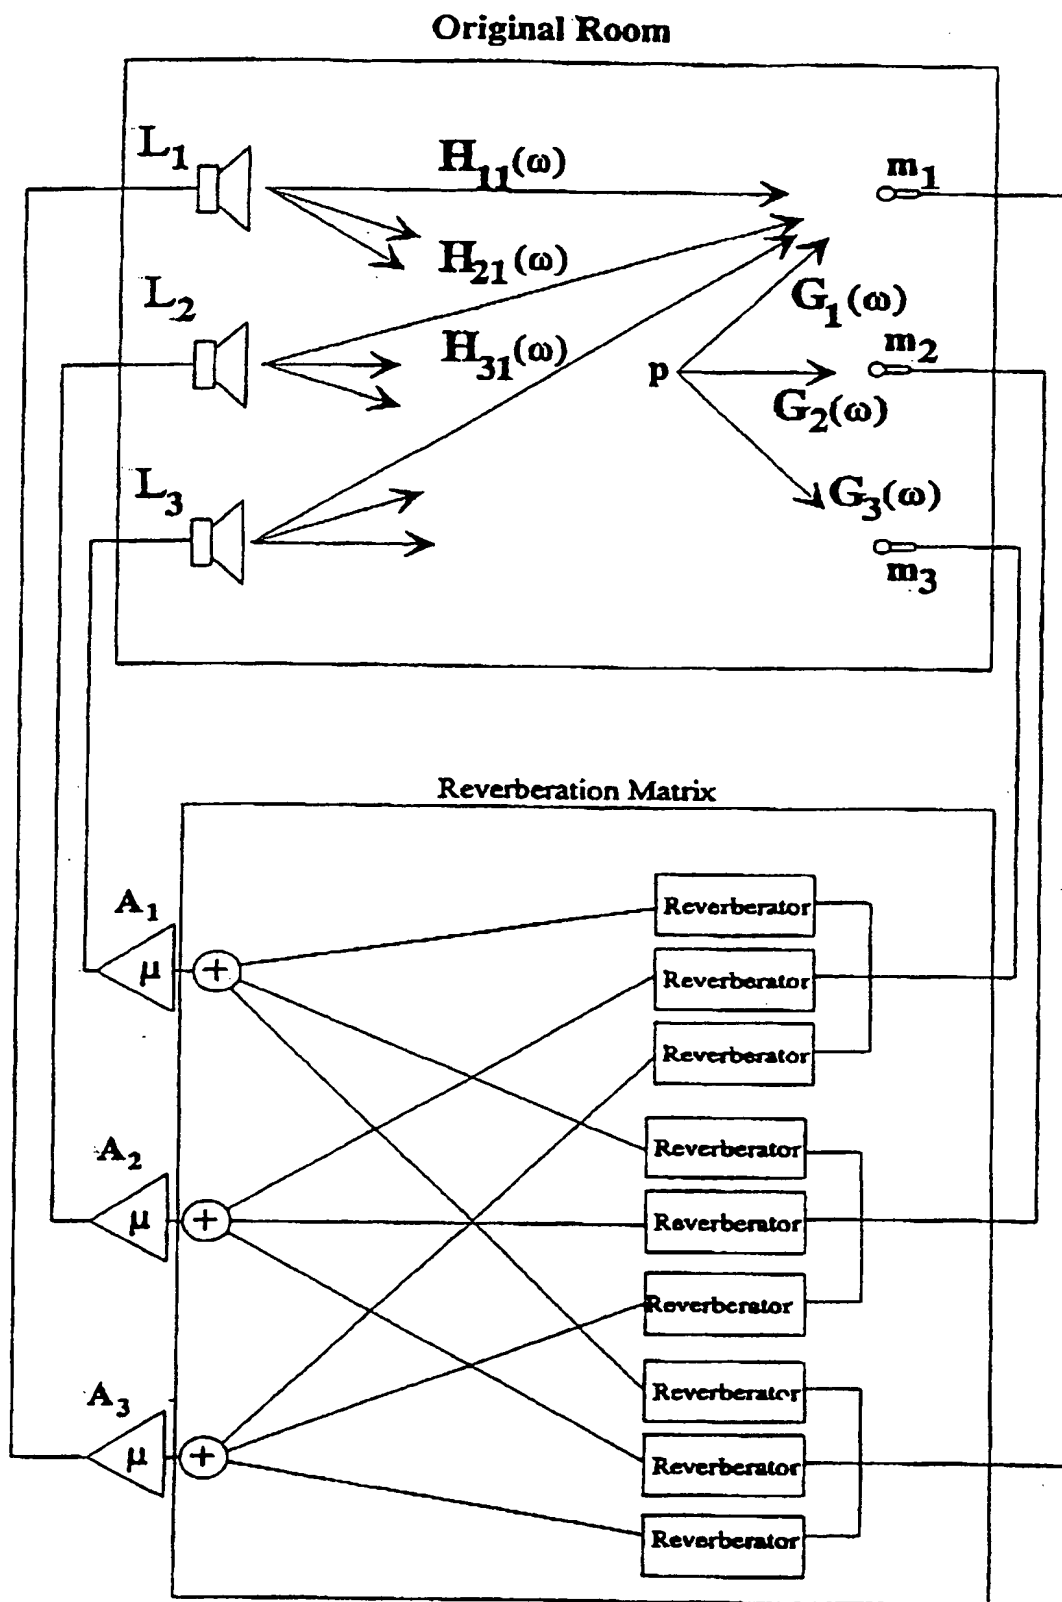 Original Room
L1
H11(ω)
m1
H21(ω)
L2
G1(ω)
H31(ω)
m2
p
G2(ω)
L3
G3(ω)
m3
Reverberation Matrix
A1
Reverberator
μ
+
Reverberator
Reverberator
A2
Reverberator
μ
+
Reverberator
Reverberator
A3
Reverberator
μ
+
Reverberator
Reverberator